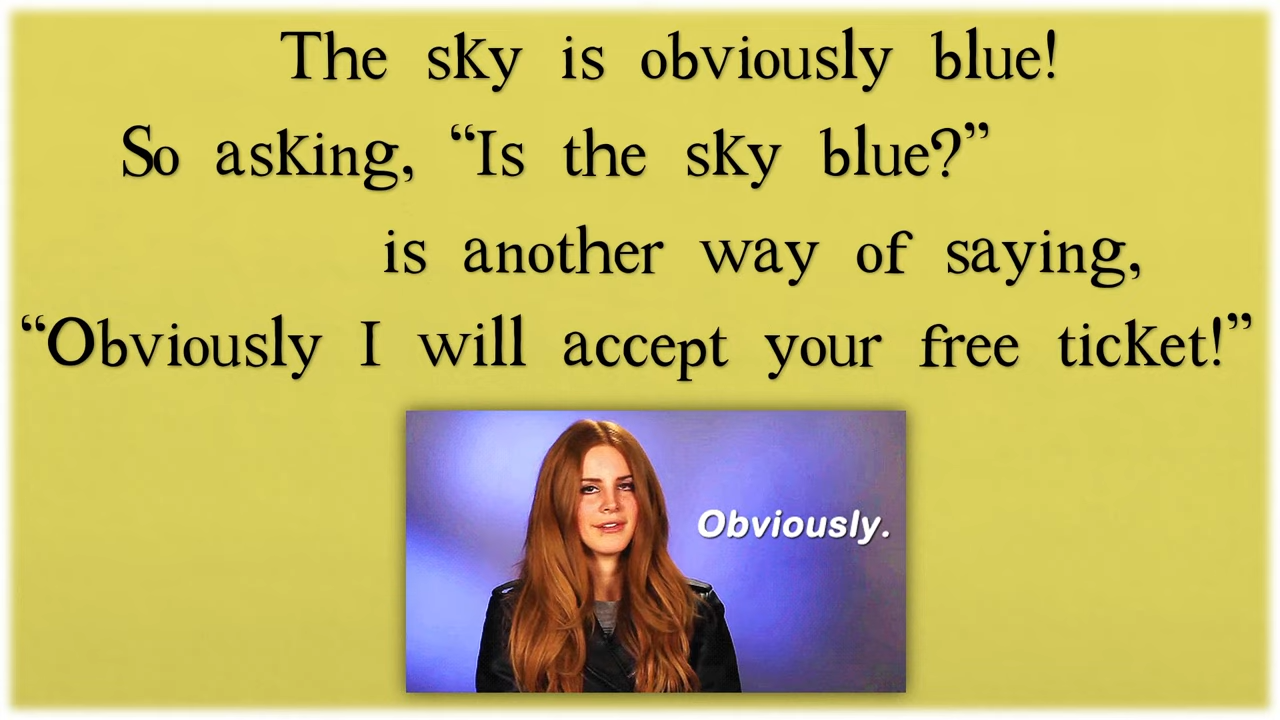 The sky is obviously blue!
So asking, “Is the sky blue?”
is another way of saying,
“Obviously I will accept your free ticket!”
Obviously.